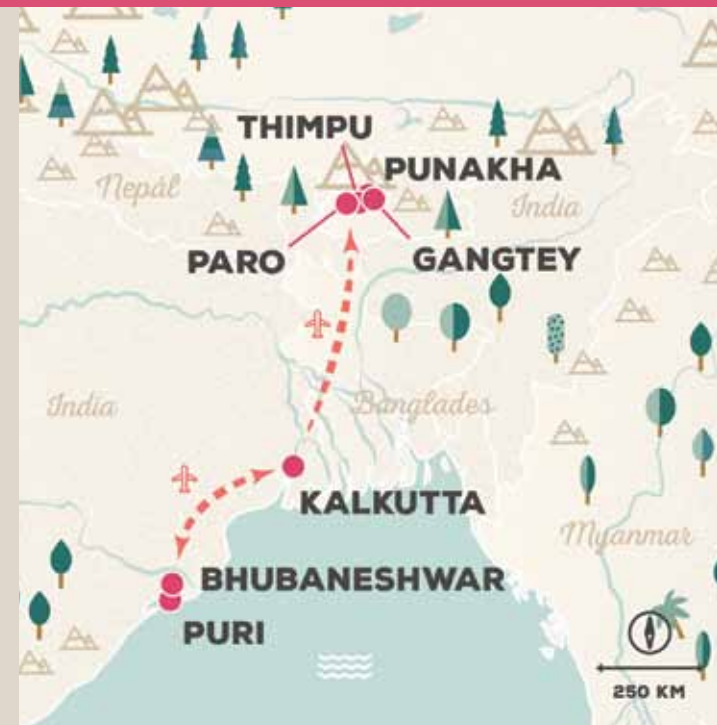 THIMPU
PUNAKHA
Nepál
India
PARO
GANGTEY
India
Banglades
KALKUTTA
Myanmar
BHUBANESHWAR
PURI
250 KM